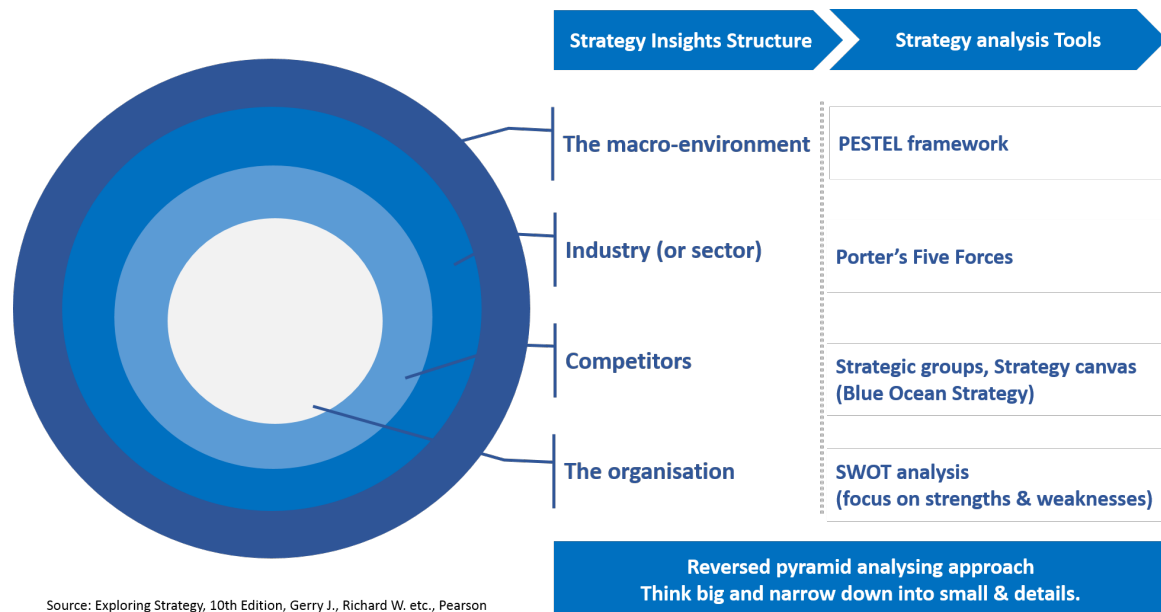 Strategy Insights Structure
Strategy analysis Tools
The macro-environment
PESTEL framework
Industry (or sector)
Porter’s Five Forces
Competitors
Strategic groups, Strategy canvas
(Blue Ocean Strategy)
The organisation
SWOT analysis
(focus on strengths & weaknesses)
Reversed pyramid analysing approach
Think big and narrow down into small & details.
Source: Exploring Strategy, 10th Edition, Gerry J., Richard W. etc., Pearson